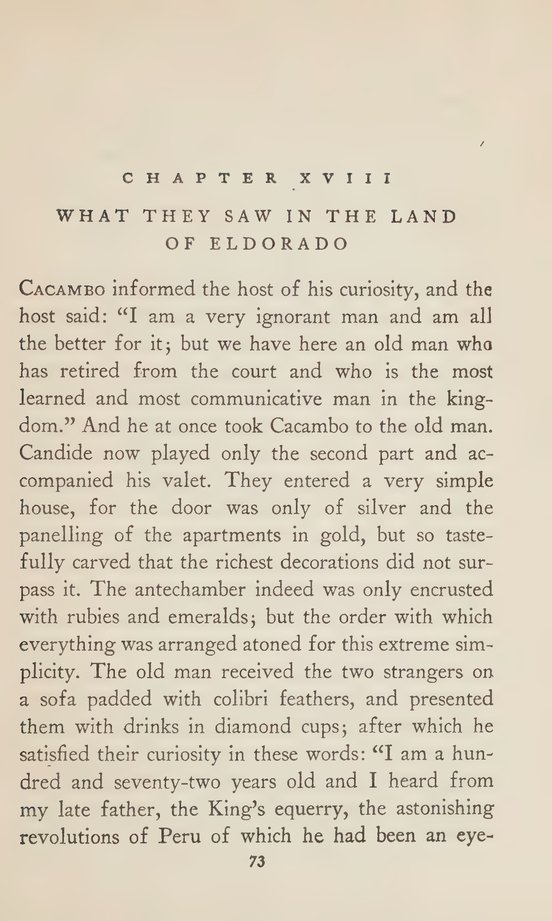 CHAPTER XVIII
WHAT THEY SAW IN THE LAND
OF ELDORADO
CACAMBO informed the host of his curiosity, and the
host said: “I am a very ignorant man and am all
the better for it; but we have here an old man who
has retired from the court and who is the most
learned and most communicative man in the king-
dom.” And he at once took Cacambo to the old man.
Candide now played only the second part and ac-
companied his valet. They entered a very simple
house, for the door was only of silver and the
panelling of the apartments in gold, but so taste-
fully carved that the richest decorations did not sur-
pass it. The antechamber indeed was only encrusted
with rubies and emeralds; but the order with which
everything was arranged atoned for this extreme sim-
plicity. The old man received the two strangers on
a sofa padded with colibri feathers, and presented
them with drinks in diamond cups; after which he
satisfied their curiosity in these words: “I am a hun-
dred and seventy-two years old and I heard from
my late father, the King’s equerry, the astonishing
revolutions of Peru of which he had been an eye-
73